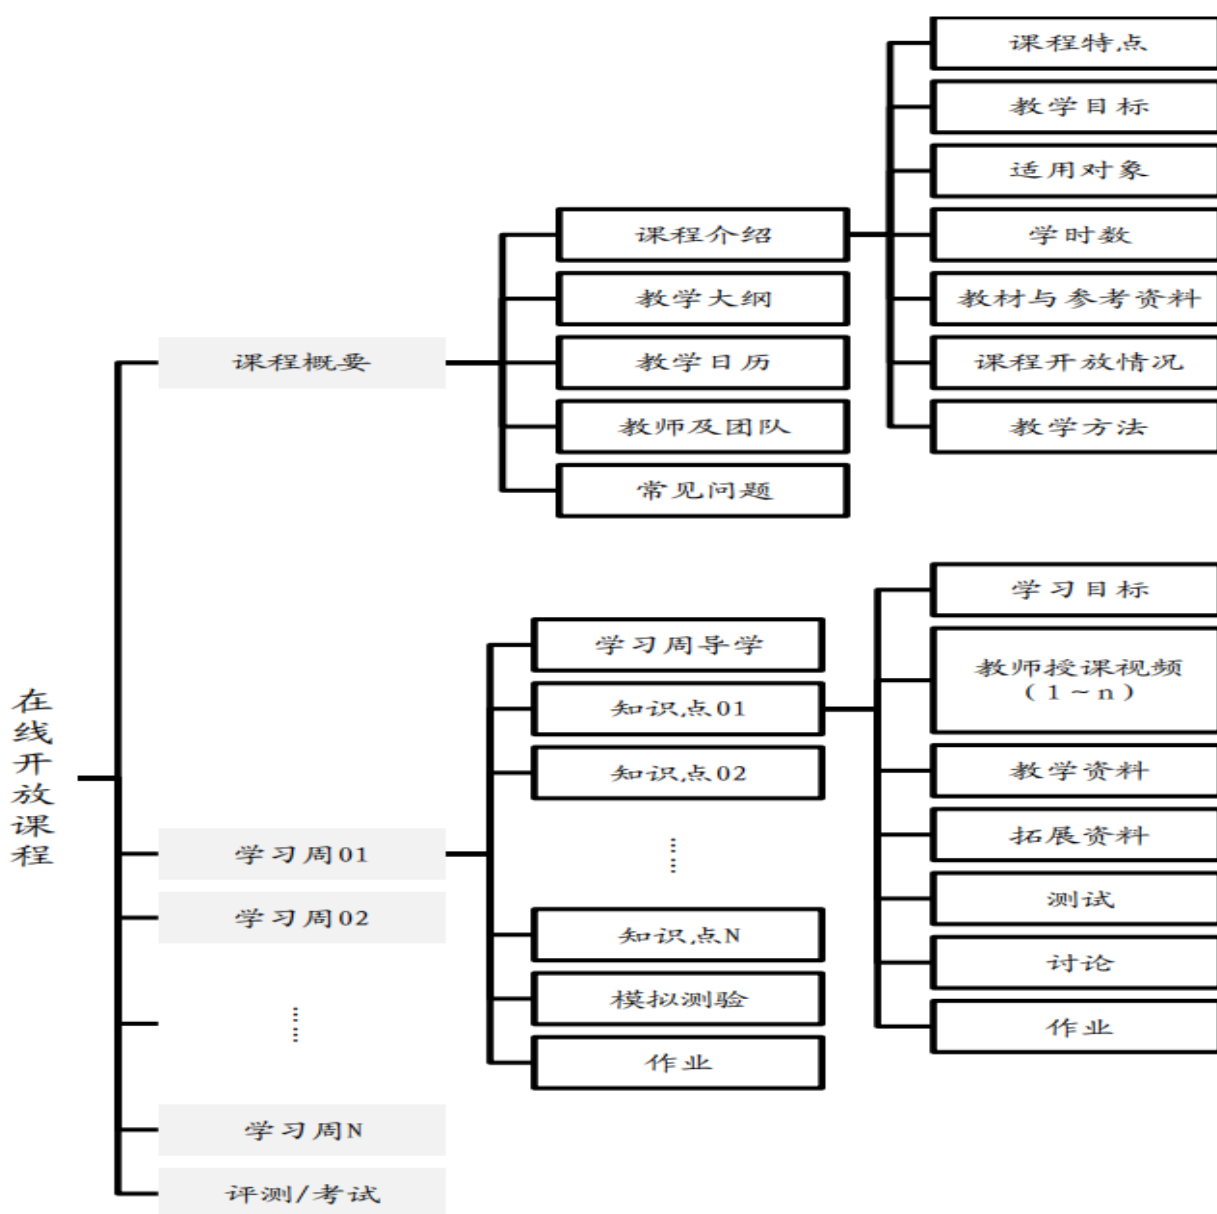 在线开放课程
课程概要
课程介绍
课程特点
教学目标
适用对象
学时数
教材与参考资料
课程开放情况
教学方法
教学大纲
教学日历
教师及团队
常见问题
学习周01
学习周导学
知识点01
学习目标
教师授课视频
(1~n)
教学资料
拓展资料
测试
讨论
作业
知识点02
……
知识点N
模拟测验
作业
学习周02
……
学习周N
评测/考试